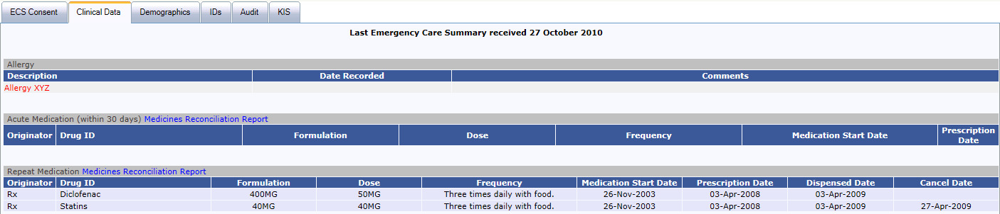 ECS Consent Clinical Data Demographics IDs Audit KIS
Last Emergency Care Summary received 27 October 2010
Allergy
Description Date Recorded Comments
Allergy XYZ
Acute Medication (within 30 days) Medicines Reconciliation Report
Originator Drug ID Formulation Dose Frequency Medication Start Date Prescription Date
Repeat Medication Medicines Reconciliation Report
Originator Drug ID Formulation Dose Frequency Medication Start Date Prescription Date Dispensed Date Cancel Date
Rx Diclofenac 400MG 50MG Three times daily with food. 26-Nov-2003 03-Apr-2008 03-Apr-2009
Rx Statins 40MG 40MG Three times daily with food. 26-Nov-2003 03-Apr-2008 03-Apr-2009 27-Apr-2009